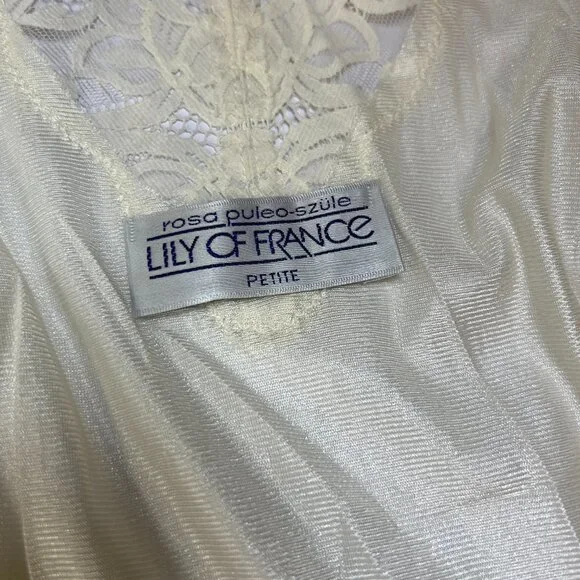 rosa puleo-szüle
LILY OF FRANCE
PETITE